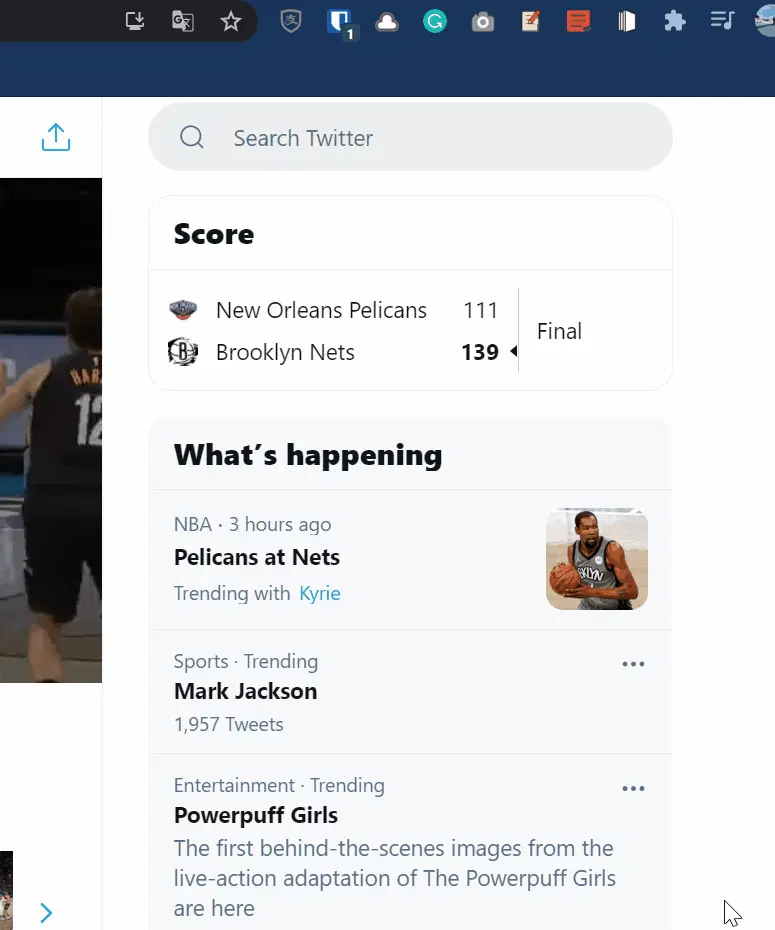 1
Search Twitter
Score
New Orleans Pelicans 111
Brooklyn Nets 139
Final
What's happening
NBA · 3 hours ago
Pelicans at Nets
Trending with Kyrie
Sports · Trending
Mark Jackson
1,957 Tweets
Entertainment · Trending
Powerpuff Girls
The first behind-the-scenes images from the
live-action adaptation of The Powerpuff Girls
are here
12